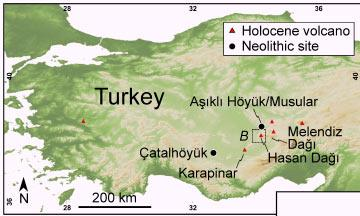 28
32
Holocene volcano
Neolithic site
40
40
Turkey
Aşıklı Höyük/Musular
B
Melendiz
Dağı
Çatalhöyük
Hasan Dağı
Karapinar
N
200 km
36
36
32